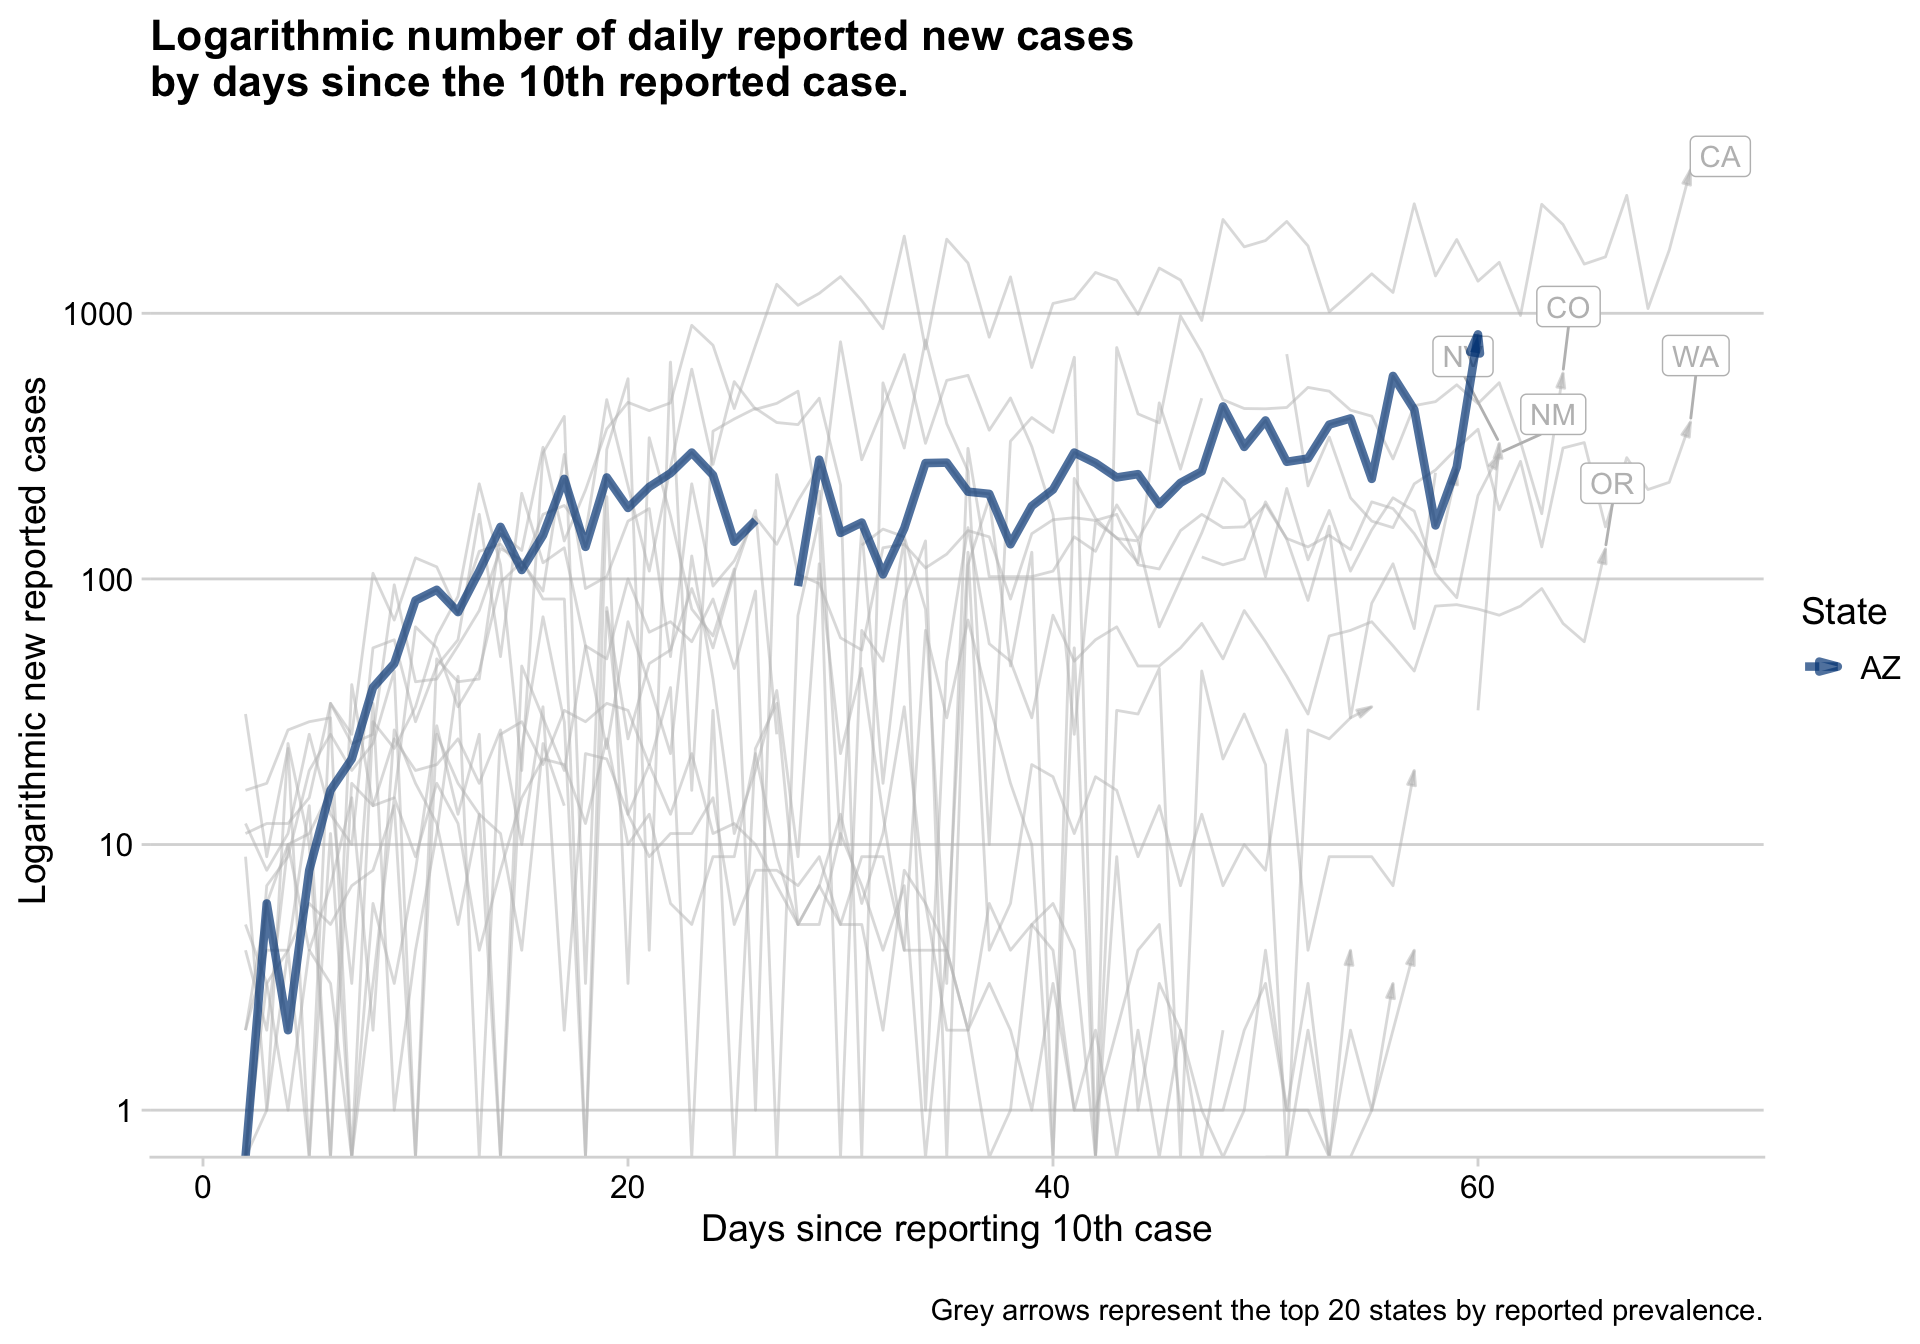 Logarithmic number of daily reported new cases
by days since the 10th reported case.
CA
CO
WA
NM
OR
1000
100
10
1
Logarithmic new reported cases
0
20
40
60
Days since reporting 10th case
State
AZ
Grey arrows represent the top 20 states by reported prevalence.